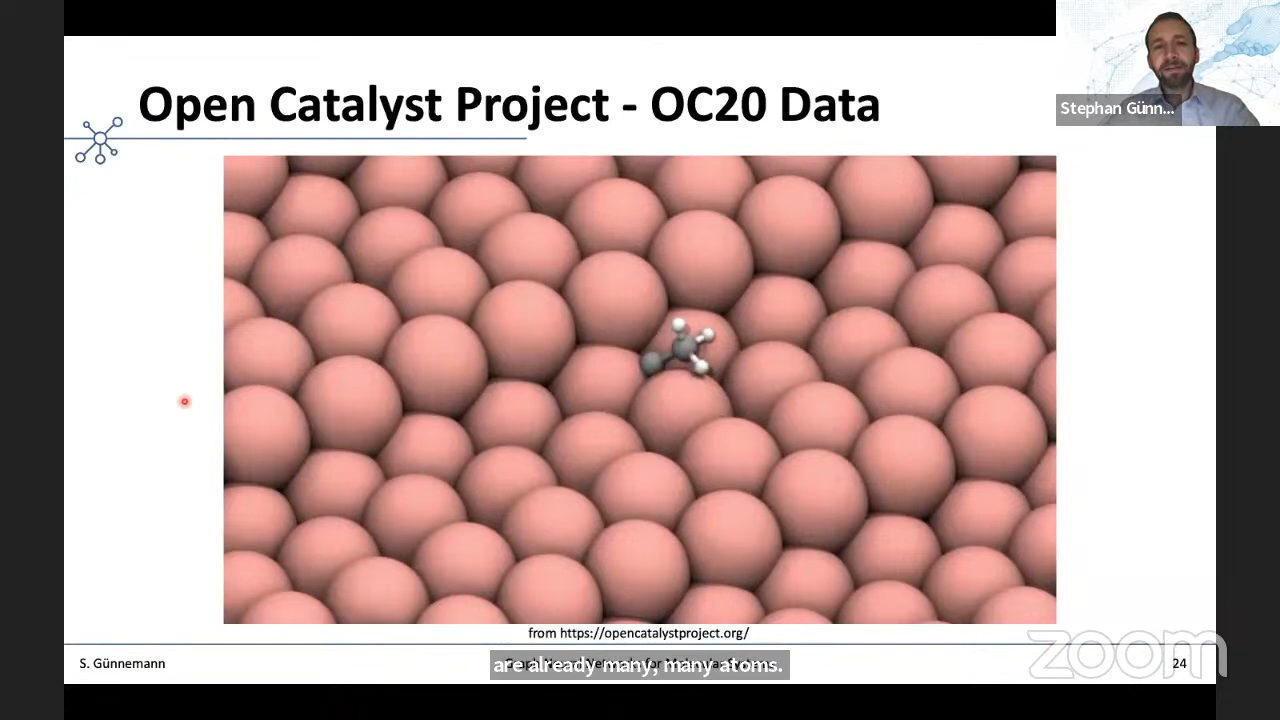 Open Catalyst Project - OC20 Data
Stephan Günn...
from https://opencatalystproject.org/
S. Günnemann
are already many, many atoms.
zoom
24